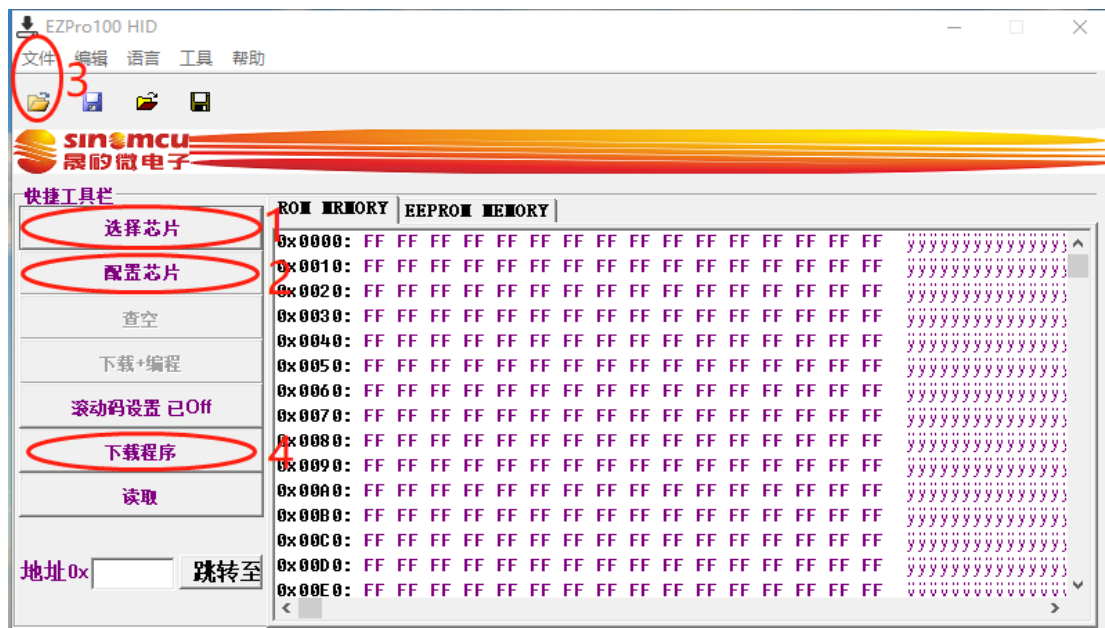 EZPro100 HID
文件 编辑 语言 工具 帮助
3
sinomcu
晟矽微电子
快捷工具栏
选择芯片 1
配置芯片 2
查空
下载+编程
滚动码设置 已Off
下载程序 4
读取
地址0x 跳转至
ROM MRMORY EEPROM MEMORY
0x0000: FF FF FF FF FF FF FF FF FF FF FF FF FF FF FF FF ÿÿÿÿÿÿÿÿÿÿÿÿÿÿÿ
0x0010: FF FF FF FF FF FF FF FF FF FF FF FF FF FF FF FF ÿÿÿÿÿÿÿÿÿÿÿÿÿÿÿ
0x0020: FF FF FF FF FF FF FF FF FF FF FF FF FF FF FF FF ÿÿÿÿÿÿÿÿÿÿÿÿÿÿÿ
0x0030: FF FF FF FF FF FF FF FF FF FF FF FF FF FF FF FF ÿÿÿÿÿÿÿÿÿÿÿÿÿÿÿ
0x0040: FF FF FF FF FF FF FF FF FF FF FF FF FF FF FF FF ÿÿÿÿÿÿÿÿÿÿÿÿÿÿÿ
0x0050: FF FF FF FF FF FF FF FF FF FF FF FF FF FF FF FF ÿÿÿÿÿÿÿÿÿÿÿÿÿÿÿ
0x0060: FF FF FF FF FF FF FF FF FF FF FF FF FF FF FF FF ÿÿÿÿÿÿÿÿÿÿÿÿÿÿÿ
0x0070: FF FF FF FF FF FF FF FF FF FF FF FF FF FF FF FF ÿÿÿÿÿÿÿÿÿÿÿÿÿÿÿ
0x0080: FF FF FF FF FF FF FF FF FF FF FF FF FF FF FF FF ÿÿÿÿÿÿÿÿÿÿÿÿÿÿÿ
0x0090: FF FF FF FF FF FF FF FF FF FF FF FF FF FF FF FF ÿÿÿÿÿÿÿÿÿÿÿÿÿÿÿ
0x00A0: FF FF FF FF FF FF FF FF FF FF FF FF FF FF FF FF ÿÿÿÿÿÿÿÿÿÿÿÿÿÿÿ
0x00B0: FF FF FF FF FF FF FF FF FF FF FF FF FF FF FF FF ÿÿÿÿÿÿÿÿÿÿÿÿÿÿÿ
0x00C0: FF FF FF FF FF FF FF FF FF FF FF FF FF FF FF FF ÿÿÿÿÿÿÿÿÿÿÿÿÿÿÿ
0x00D0: FF FF FF FF FF FF FF FF FF FF FF FF FF FF FF FF ÿÿÿÿÿÿÿÿÿÿÿÿÿÿÿ
0x00E0: FF FF FF FF FF FF FF FF FF FF FF FF FF FF FF FF